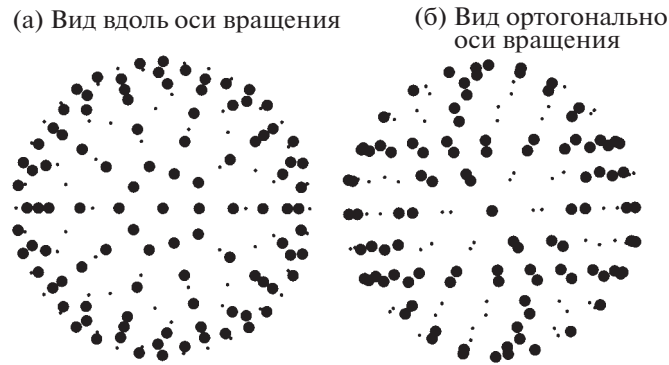 (а) Вид вдоль оси вращения
(б) Вид ортогонально
оси вращения